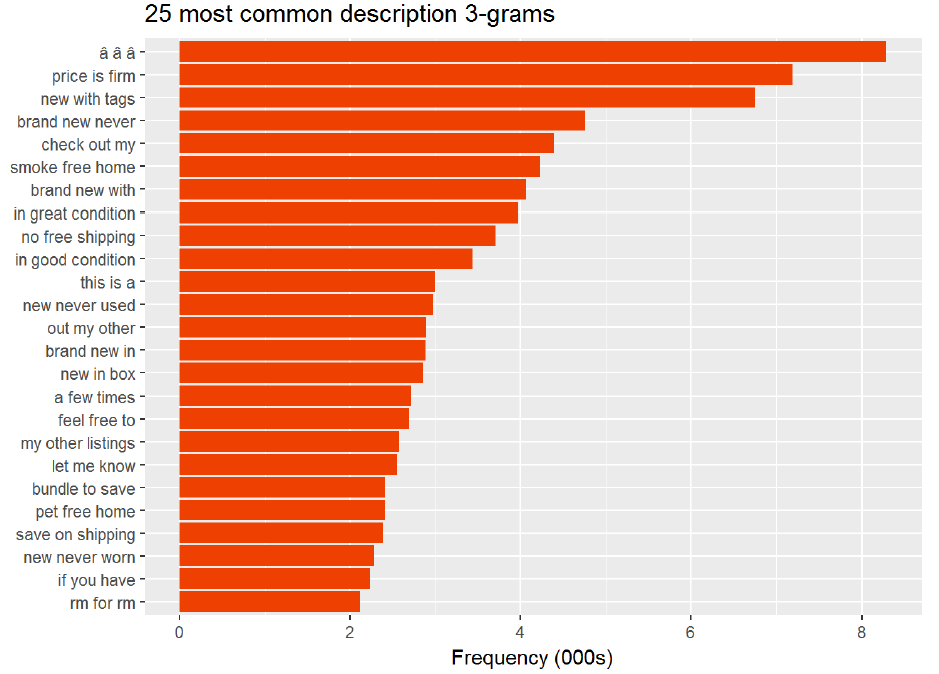 25 most common description 3-grams
â â â
price is firm
new with tags
brand new never
check out my
smoke free home
brand new with
in great condition
no free shipping
in good condition
this is a
new never used
out my other
brand new in
new in box
a few times
feel free to
my other listings
let me know
bundle to save
pet free home
save on shipping
new never worn
if you have
rm for rm
0 2 4 6 8
Frequency (000s)